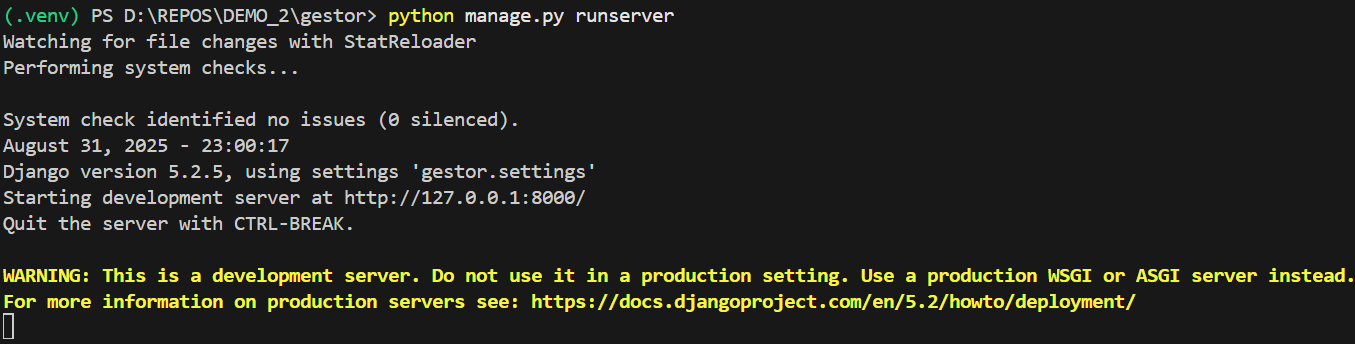 (.venv) PS D:\REPOS\DEMO_2\gestor> python manage.py runserver
Watching for file changes with StatReloader
Performing system checks...
System check identified no issues (0 silenced).
August 31, 2025 - 23:00:17
Django version 5.2.5, using settings 'gestor.settings'
Starting development server at http://127.0.0.1:8000/
Quit the server with CTRL-BREAK.
WARNING: This is a development server. Do not use it in a production setting. Use a production WSGI or ASGI server instead.
For more information on production servers see: https://docs.djangoproject.com/en/5.2/howto/deployment/